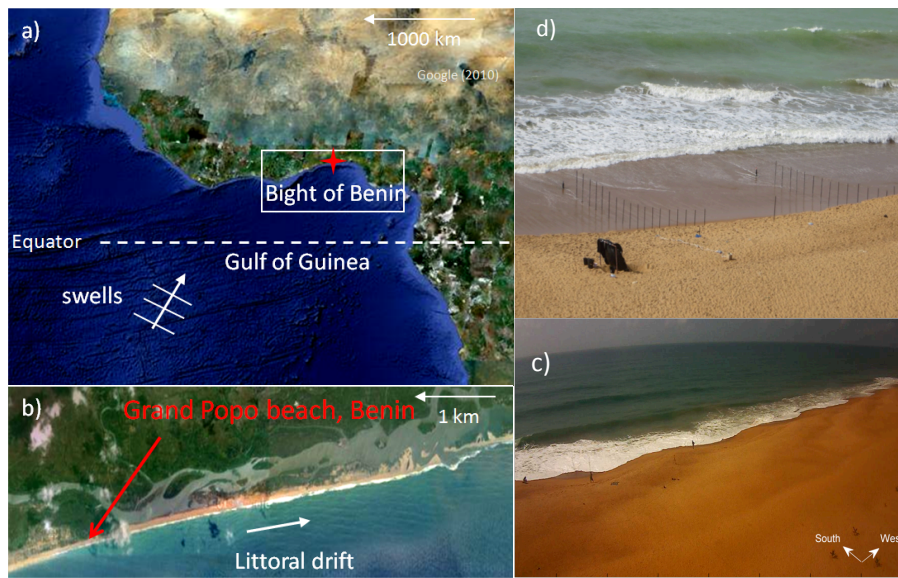 a)
1000 km
Google (2010)
Bight of Benin
Equator
Gulf of Guinea
swells
b)
Grand Popo beach, Benin
1 km
Littoral drift
d)
c)
South
Wes